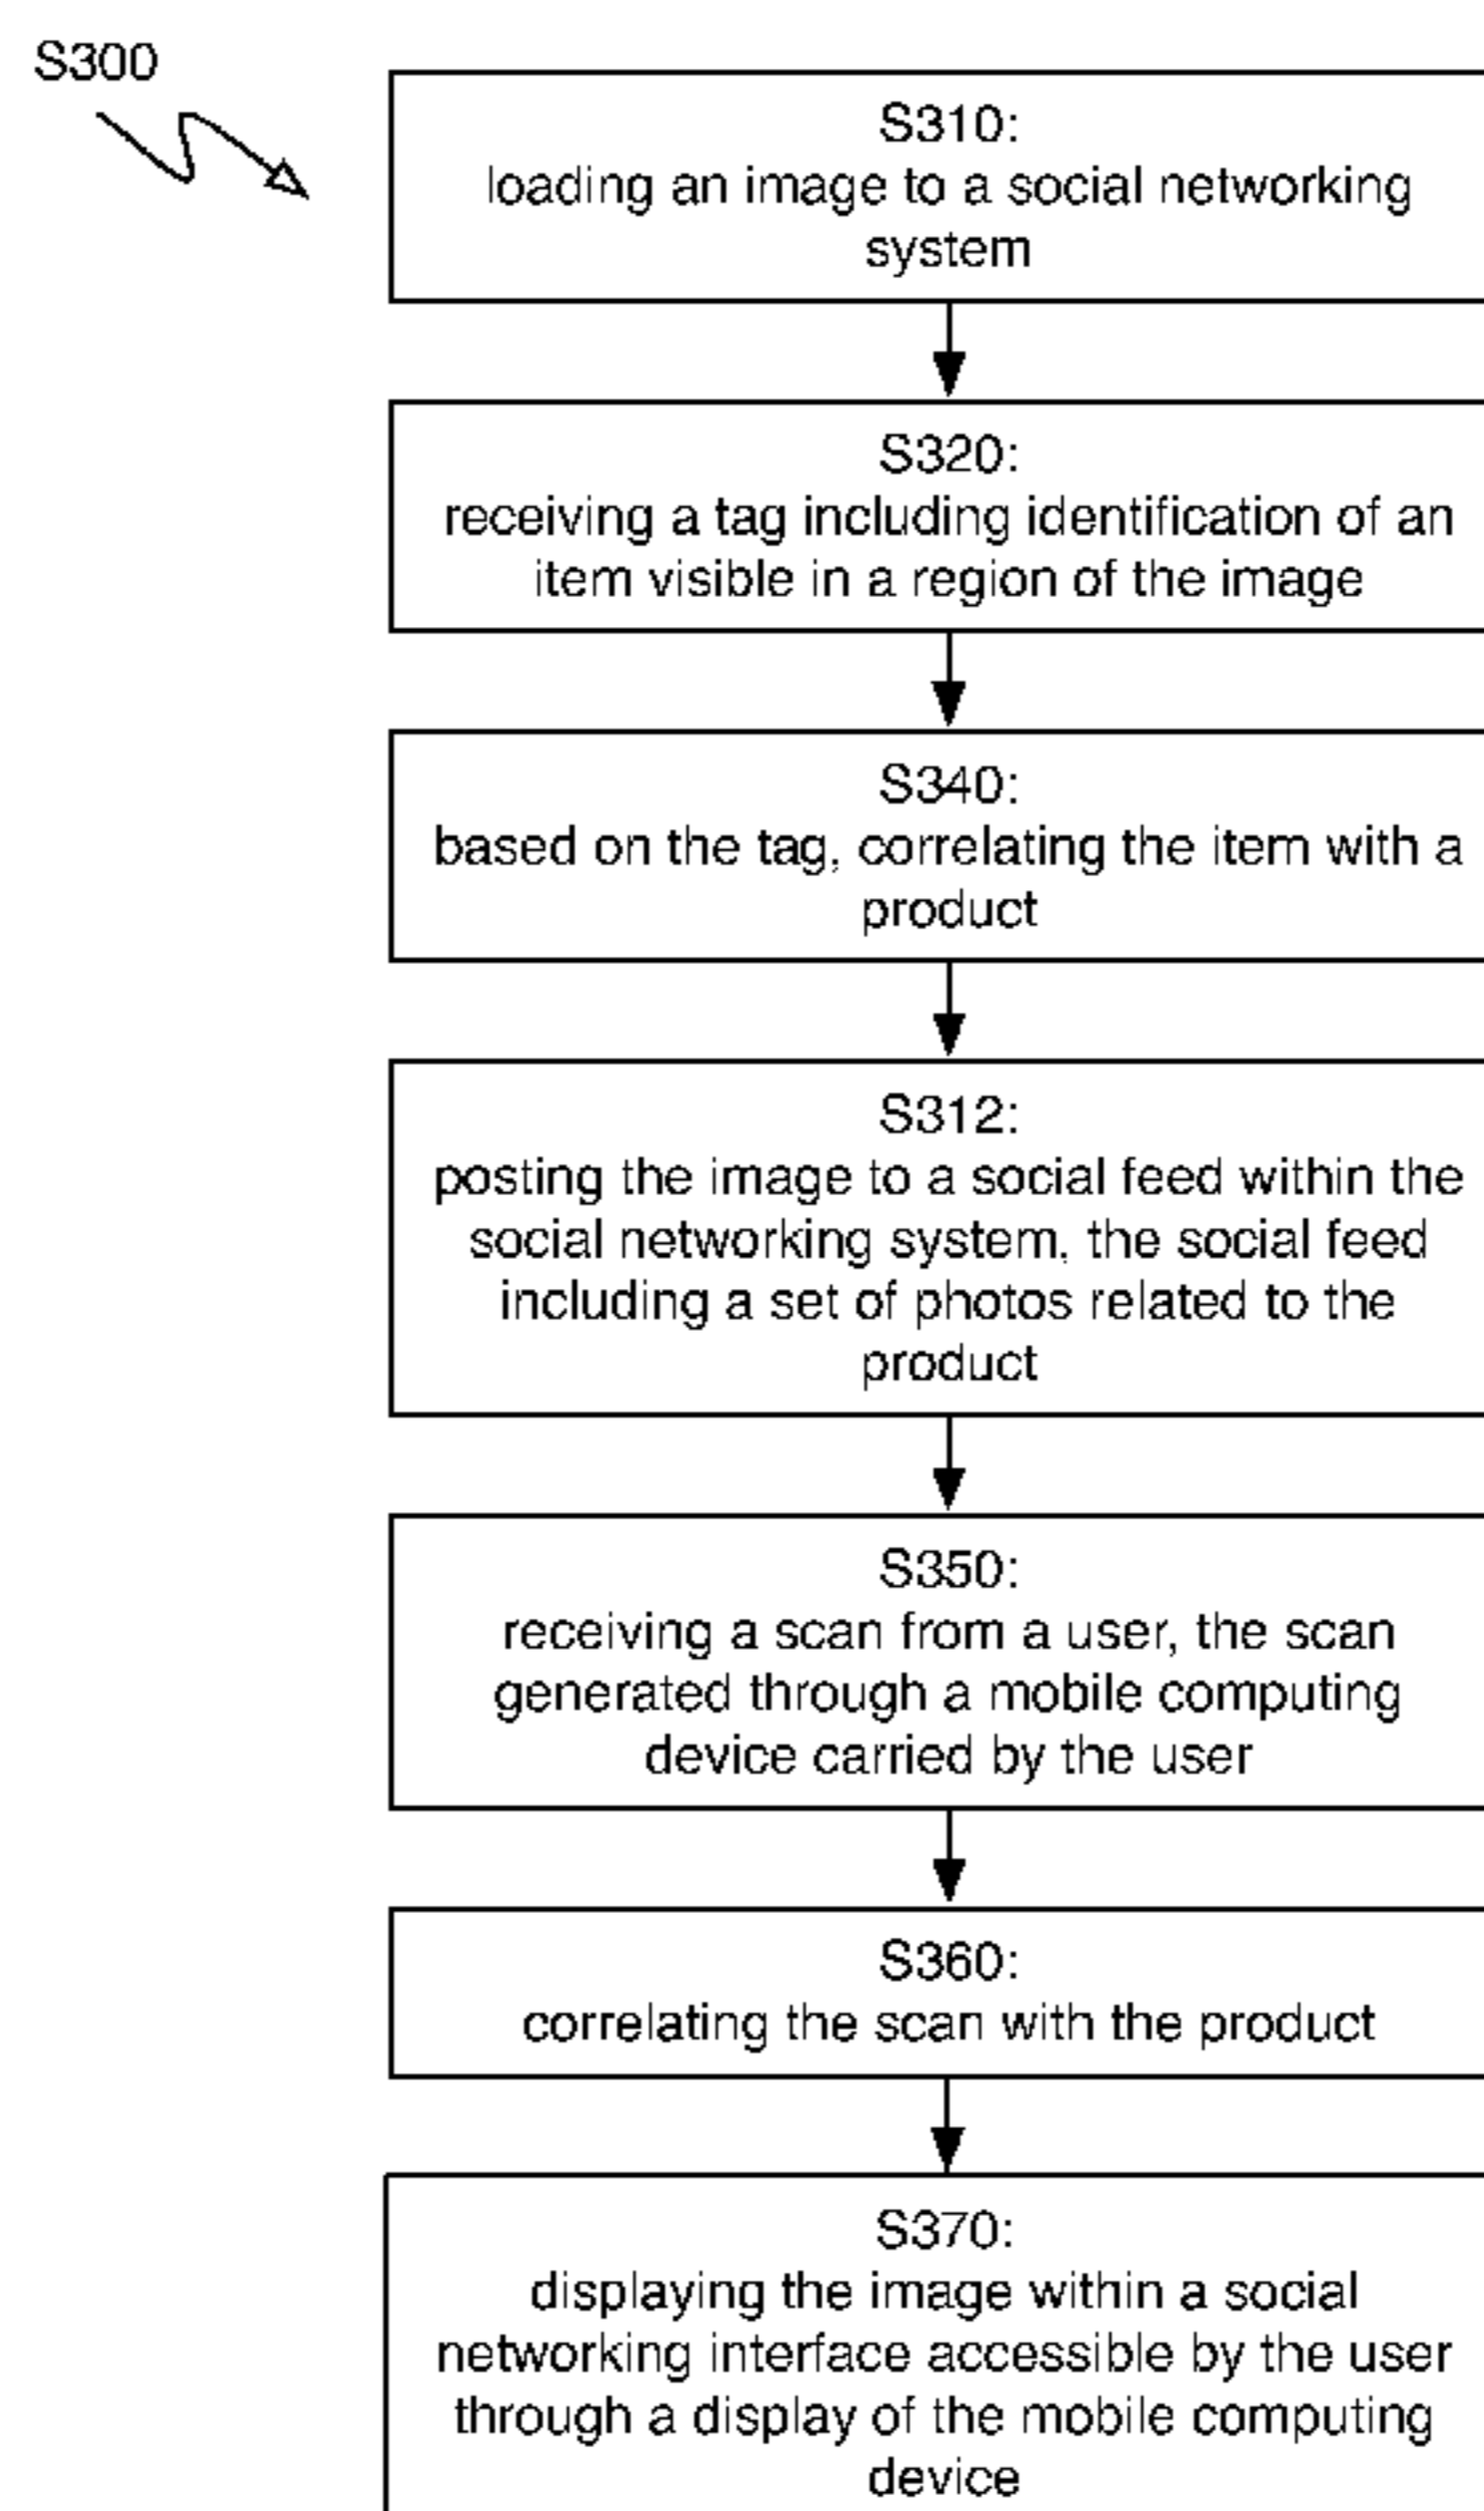 S300
S310:
loading an image to a social networking
system
S320:
receiving a tag including identification of an
item visible in a region of the image
S340:
based on the tag, correlating the item with a
product
S312:
posting the image to a social feed within the
social networking system, the social feed
including a set of photos related to the
product
S350:
receiving a scan from a user, the scan
generated through a mobile computing
device carried by the user
S360:
correlating the scan with the product
S370:
displaying the image within a social
networking interface accessible by the user
through a display of the mobile computing
device